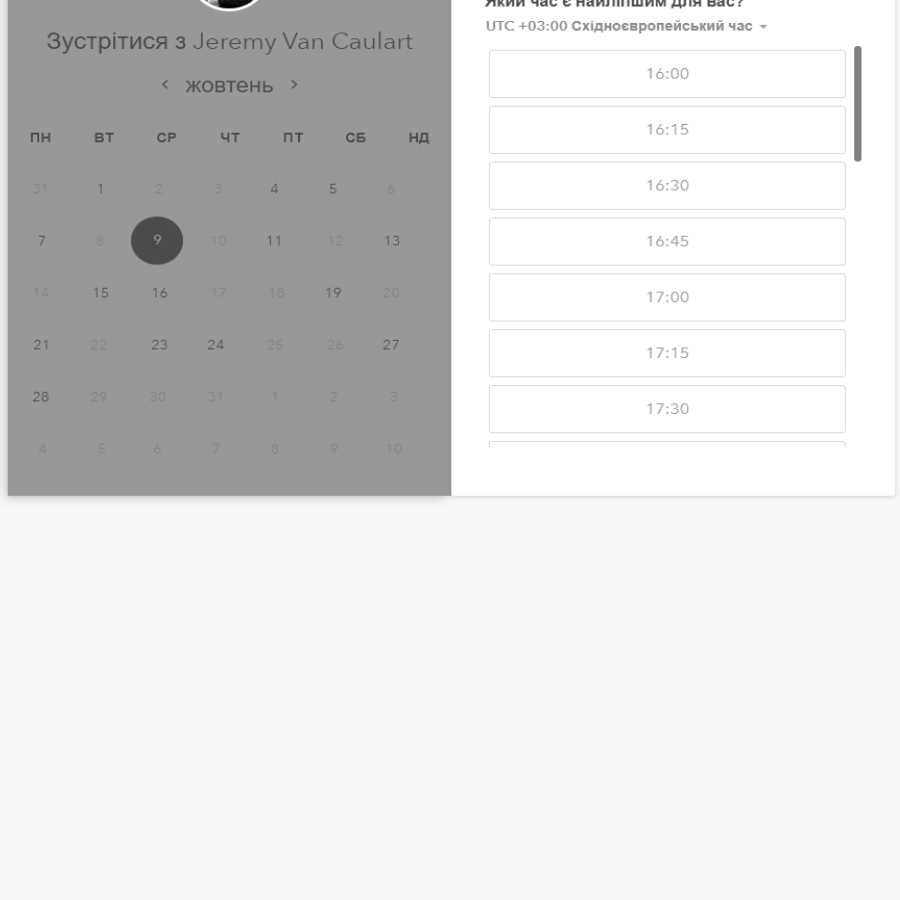 Зустрітися з Jeremy Van Caulart
жовтень
ПН ВТ СР ЧТ ПТ СБ НД
31 1 2 3 4 5 6
7 8 9 10 11 12 13
14 15 16 17 18 19 20
21 22 23 24 25 26 27
28 29 30 31 1 2 3
4 5 6 7 8 9 10
Який час є найліпшим для вас?
UTC +03:00 Східноєвропейський час
16:00
16:15
16:30
16:45
17:00
17:15
17:30